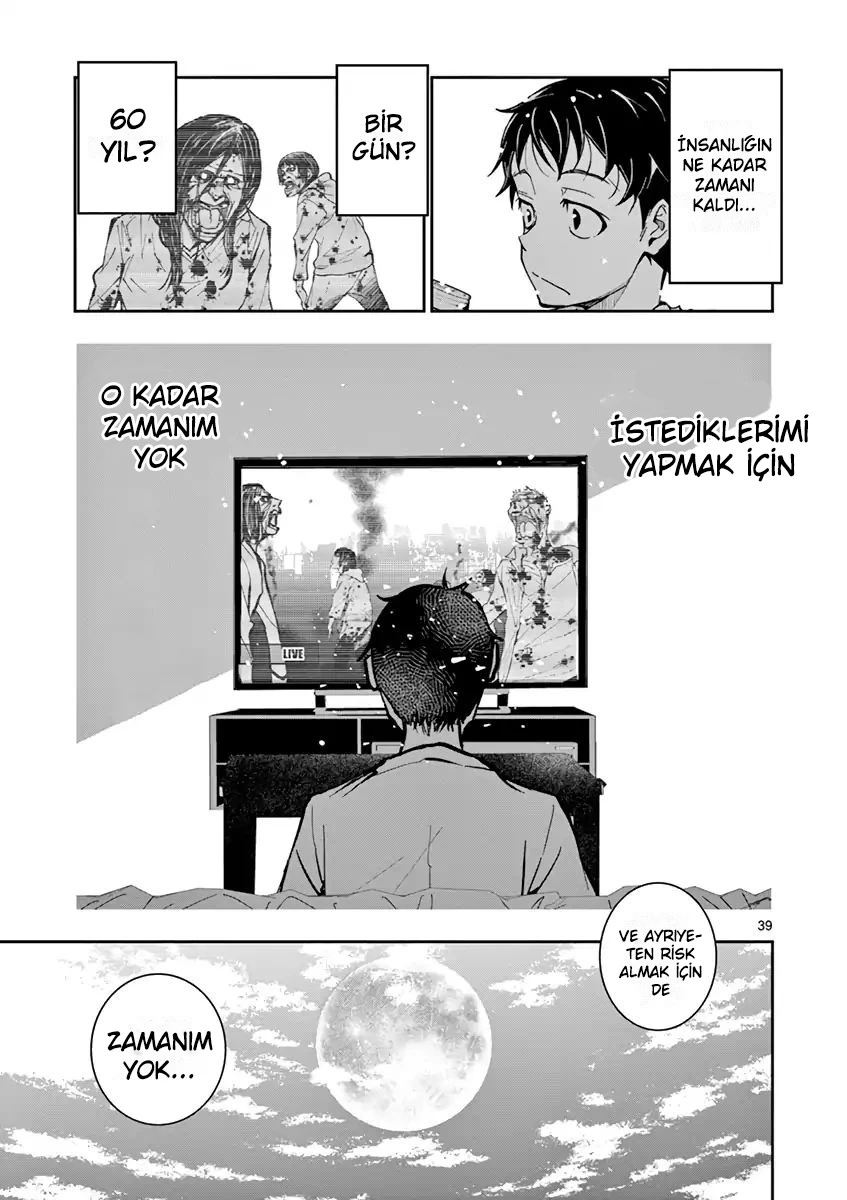 İNSANLIĞIN
NE KADAR
ZAMANI
KALDI...
BİR
GÜN?
60
YIL?
İSTEDİKLERİMİ
YAPMAK İÇİN
O KADAR
ZAMANIM
YOK
LIVE
39
VE AYRIYE-
TEN RİSK
ALMAK İÇİN
DE
ZAMANIM
YOK...